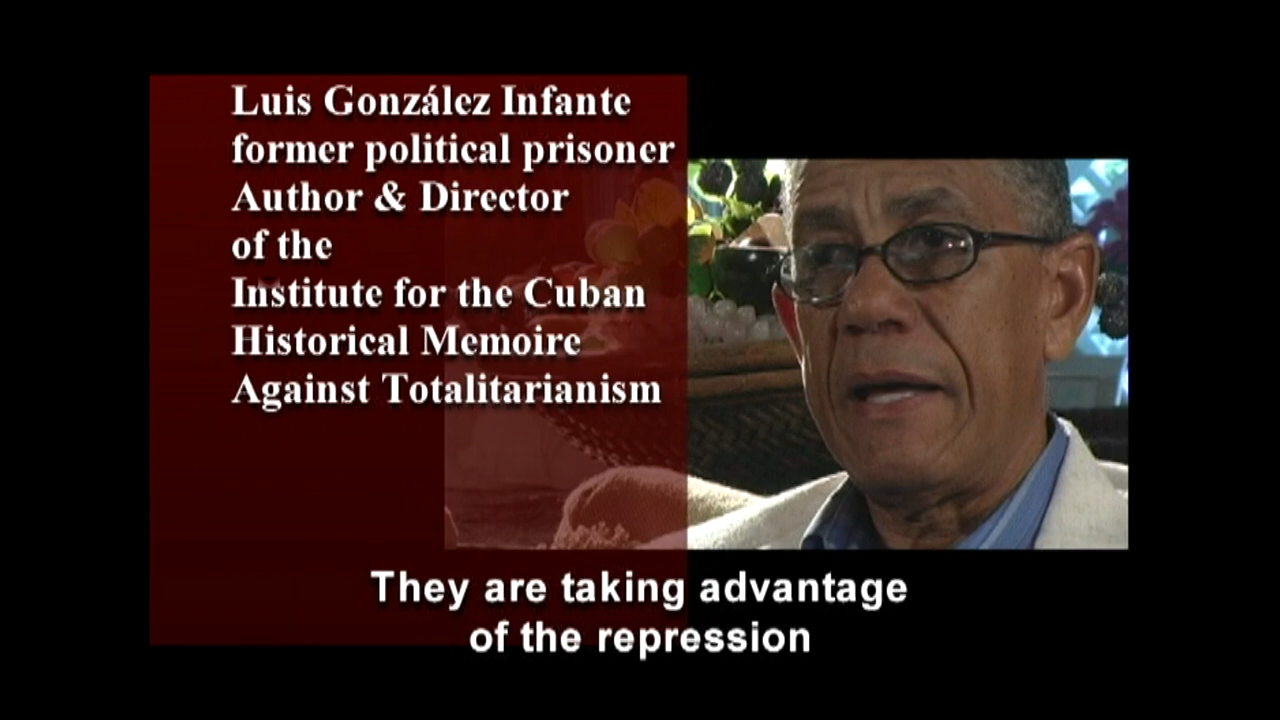 Luis González Infante
former political prisoner
Author & Director
of the
Institute for the Cuban
Historical Memoire
Against Totalitarianism
They are taking advantage
of the repression